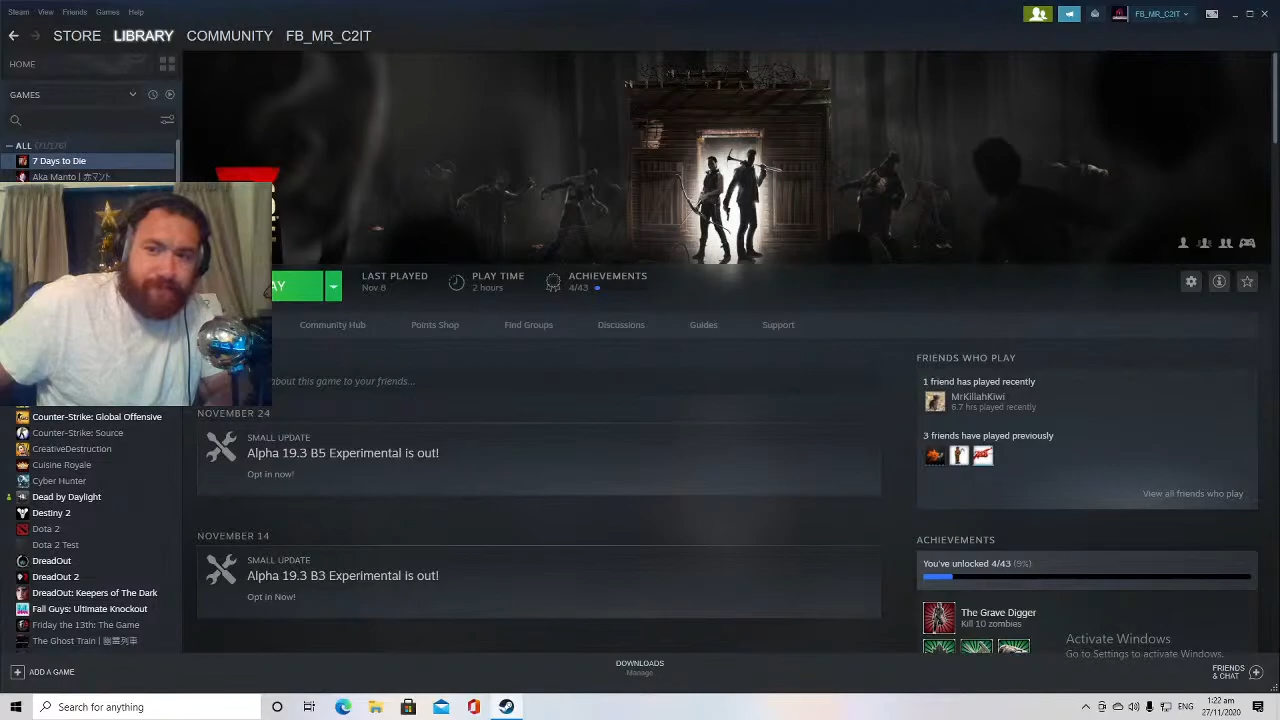 Steam View Friends Games Help FB_MR_C2IT
STORE LIBRARY COMMUNITY FB_MR_C2IT
HOME
GAMES
ALL (71/126)
7 Days to Die
Aka Manto | 赤マント
AY
LAST PLAYED
Nov 8
PLAY TIME
2 hours
ACHIEVEMENTS
4/43
Community Hub Points Shop Find Groups Discussions Guides Support
about this game to your friends...
NOVEMBER 24
SMALL UPDATE
Alpha 19.3 B5 Experimental is out!
Opt in now!
NOVEMBER 14
SMALL UPDATE
Alpha 19.3 B3 Experimental is out!
Opt in Now!
FRIENDS WHO PLAY
1 friend has played recently
MrKillahKiwi
6.7 hrs played recently
3 friends have played previously
View all friends who play
ACHIEVEMENTS
You've unlocked 4/43 (9%)
The Grave Digger
Kill 10 zombies
Counter-Strike: Global Offensive
Counter-Strike: Source
CreativeDestruction
Cuisine Royale
Cyber Hunter
Dead by Daylight
Destiny 2
Dota 2
Dota 2 Test
DreadOut
DreadOut 2
DreadOut: Keepers of The Dark
Fall Guys: Ultimate Knockout
Friday the 13th: The Game
The Ghost Train | 幽霊列車
Activate Windows
Go to Settings to activate Windows.
ADD A GAME
DOWNLOADS
Manage
FRIENDS
& CHAT
Search for anything
ENG
1:22 am
27/11/2020